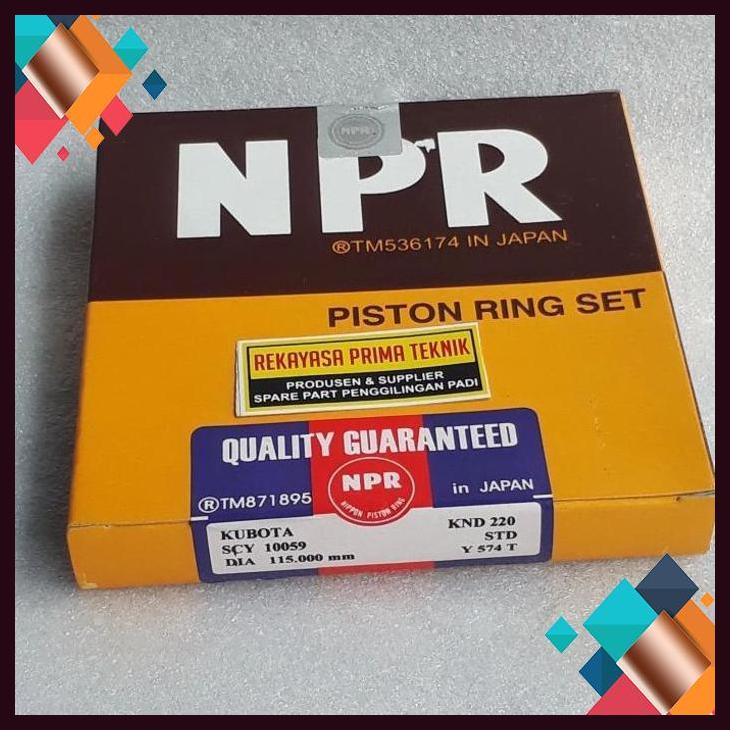 NPR
NPR
®TM536174 IN JAPAN
PISTON RING SET
REKAYASA PRIMA TEKNIK
PRODUSEN & SUPPLIER
SPARE PART PENGGILINGAN PADI
QUALITY GUARANTEED
®TM871895
NPR
NIPPON PISTON RING
in JAPAN
KUBOTA KND 220
SCY 10059 STD
DIA 115.000 mm Y 574 T